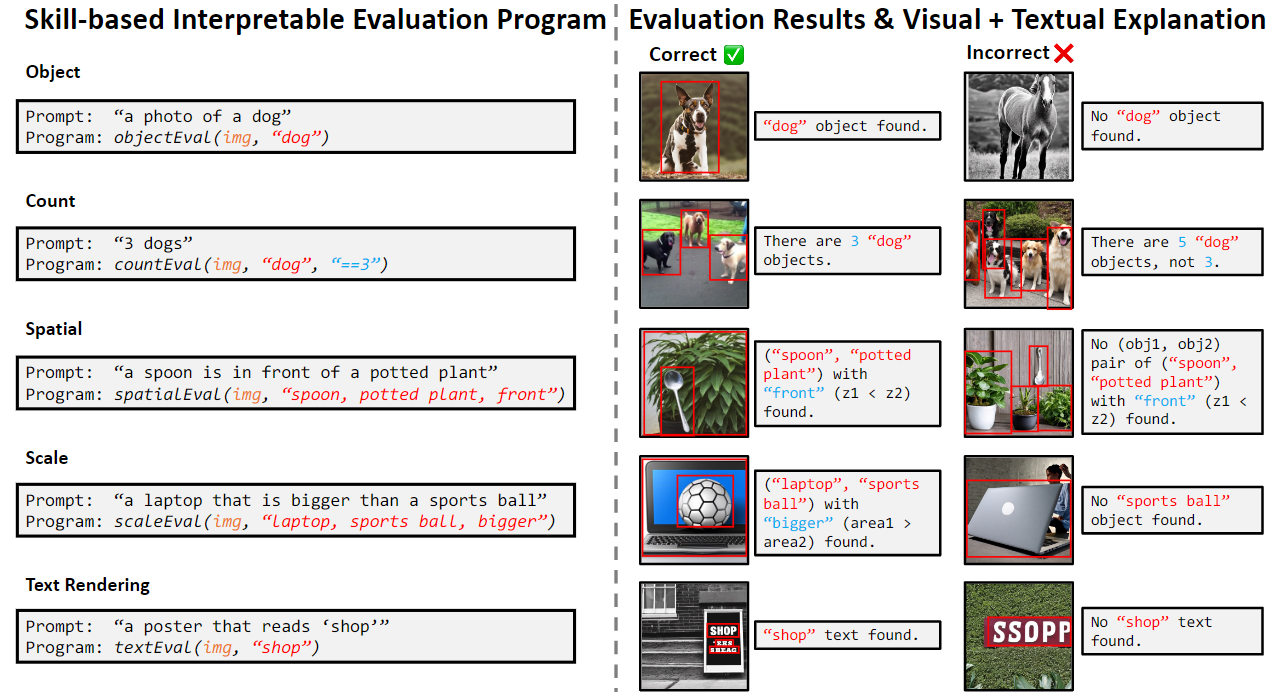 Skill-based Interpretable Evaluation Program
Evaluation Results & Visual + Textual Explanation
Correct ✅
Incorrect ❌
Object
Prompt: “a photo of a dog”
Program: objectEval(img, “dog”)
“dog” object found.
No “dog” object
found.
Count
Prompt: “3 dogs”
Program: countEval(img, “dog”, “==3”)
There are 3 “dog”
objects.
There are 5 “dog”
objects, not 3.
Spatial
Prompt: “a spoon is in front of a potted plant”
Program: spatialEval(img, “spoon, potted plant, front”)
(“spoon”, “potted
plant”) with
“front” (z1 < z2)
found.
No (obj1, obj2)
pair of (“spoon”,
“potted plant”)
with “front” (z1 <
z2) found.
Scale
Prompt: “a laptop that is bigger than a sports ball”
Program: scaleEval(img, “laptop, sports ball, bigger”)
(“laptop”, “sports
ball”) with
“bigger” (area1 >
area2) found.
No “sports ball”
object found.
Text Rendering
Prompt: “a poster that reads ‘shop’”
Program: textEval(img, “shop”)
SHOP
“shop” text found.
SSOPP
No “shop” text
found.